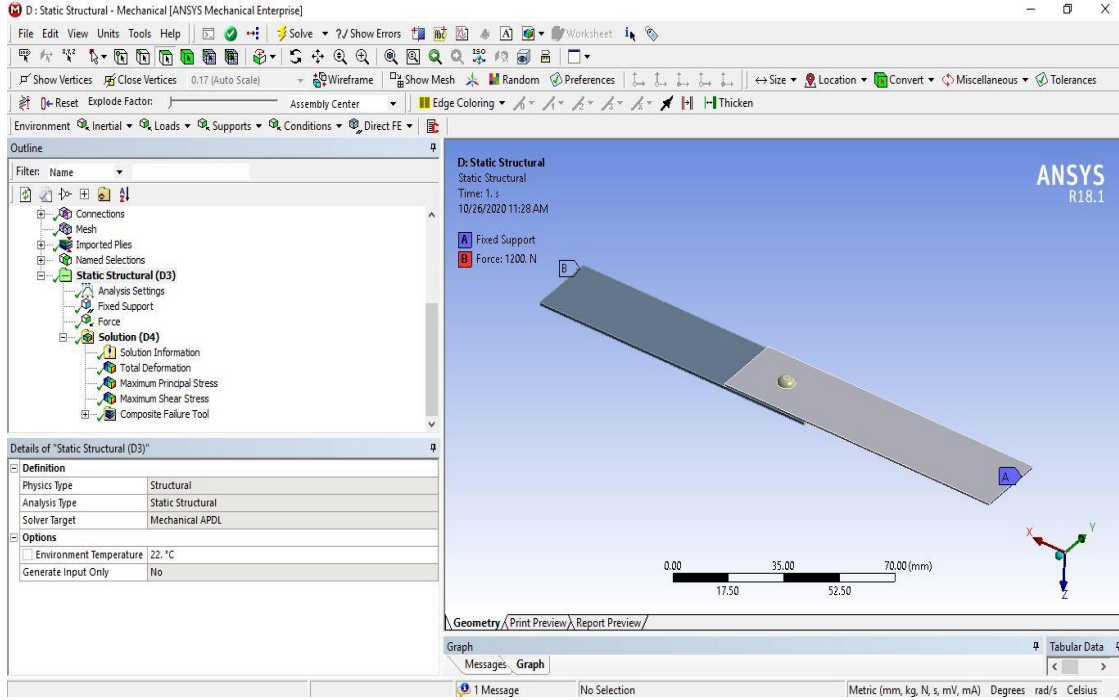 D : Static Structural - Mechanical [ANSYS Mechanical Enterprise]
File Edit View Units Tools Help Solve ?/ Show Errors Worksheet
Show Vertices Close Vertices 0.17 (Auto Scale) Wireframe Show Mesh Random Preferences Size Location Convert Miscellaneous Tolerances
Reset Explode Factor: Assembly Center Edge Coloring Thicken
Environment Inertial Loads Supports Conditions Direct FE
Outline
Filter: Name
Connections
Mesh
Imported Plies
Named Selections
Static Structural (D3)
Analysis Settings
Fixed Support
Force
Solution (D4)
Solution Information
Total Deformation
Maximum Principal Stress
Maximum Shear Stress
Composite Failure Tool
Details of "Static Structural (D3)"
Definition
Physics Type Structural
Analysis Type Static Structural
Solver Target Mechanical APDL
Options
Environment Temperature 22. °C
Generate Input Only No
D: Static Structural
Static Structural
Time: 1. s
10/26/2020 11:28 AM
A Fixed Support
B Force: 1200. N
ANSYS
R18.1
B
A
0.00 35.00 70.00 (mm)
17.50 52.50
X Y
Z
Geometry Print Preview Report Preview
Graph Tabular Data
Messages Graph
1 Message No Selection Metric (mm, kg, N, s, mV, mA) Degrees rad/s Celsius